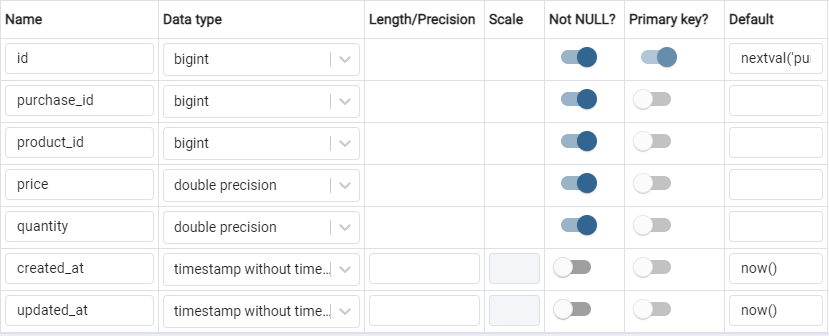 Name Data type Length/Precision Scale Not NULL? Primary key? Default
id bigint nextval('pu
purchase_id bigint
product_id bigint
price double precision
quantity double precision
created_at timestamp without time... now()
updated_at timestamp without time... now()